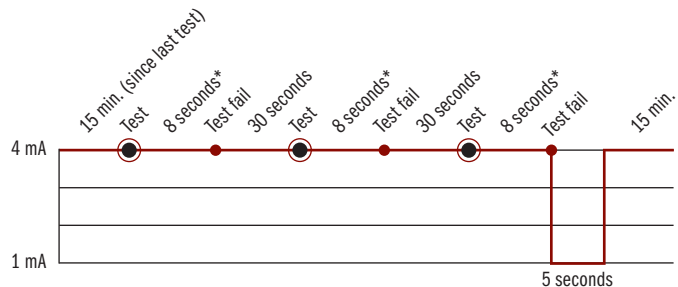 15 min. (since last test)
Test
8 seconds*
Test fail
30 seconds
Test
8 seconds*
Test fail
30 seconds
Test
8 seconds*
Test fail
15 min.
4 mA
1 mA
5 seconds